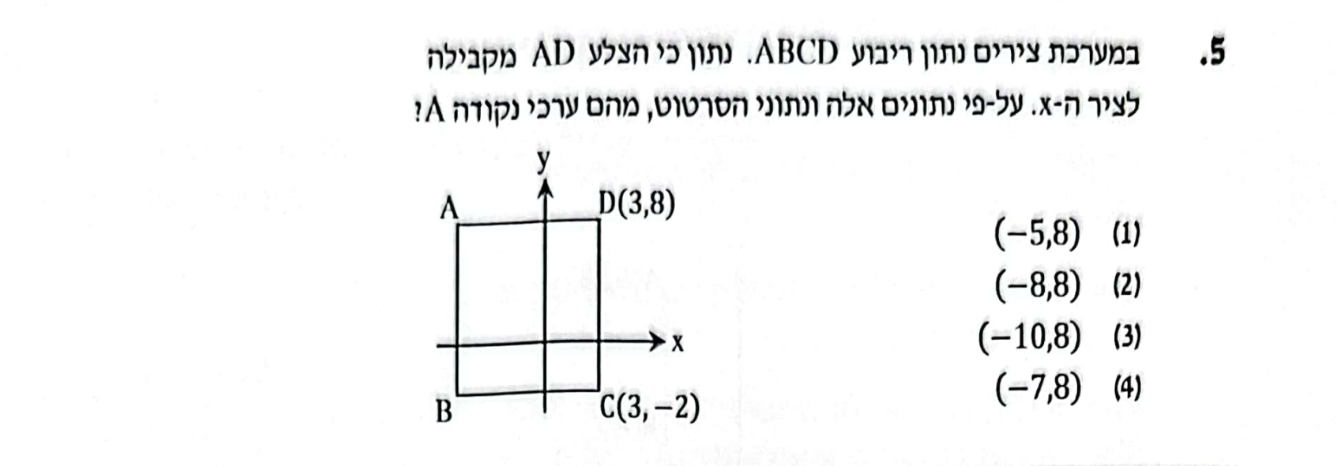 5. במערכת צירים נתון ריבוע ABCD. נתון כי הצלע AD מקבילה
לציר ה-x. על-פי נתונים אלה ונתוני הסרטוט, מהם ערכי נקודה A?
(1) (−5,8)
(2) (−8,8)
(3) (−10,8)
(4) (−7,8)
y
A
D(3,8)
x
B
C(3,−2)